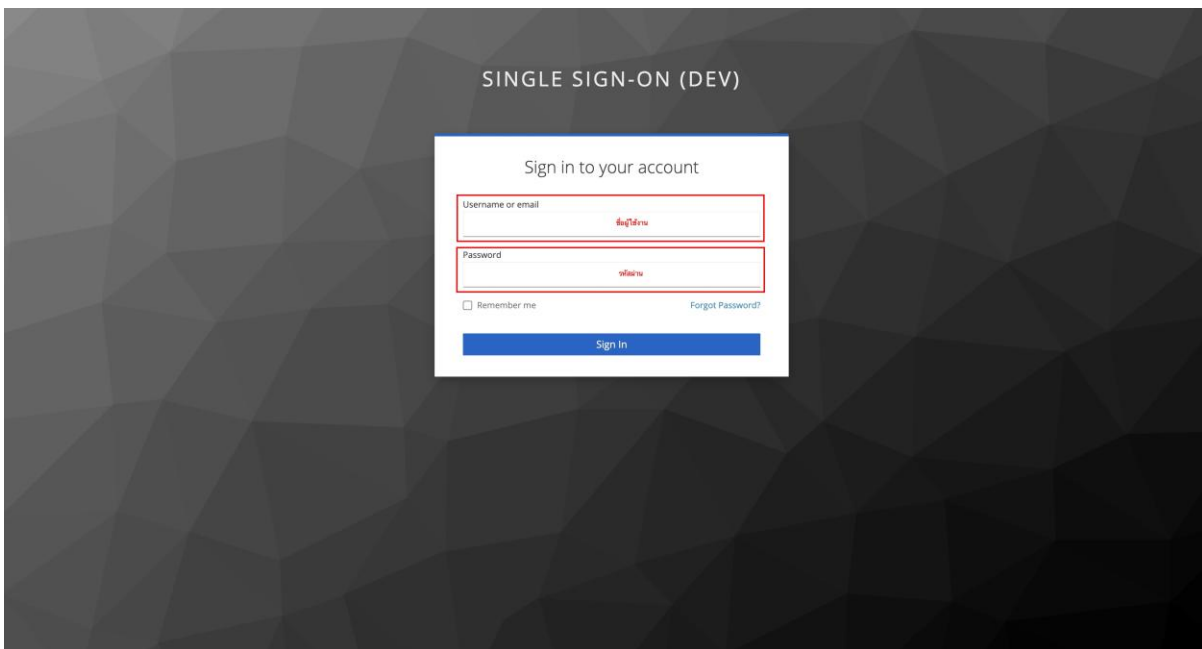 SINGLE SIGN-ON (DEV)
Sign in to your account
Username or email
ชื่อผู้ใช้งาน
Password
รหัสผ่าน
Remember me
Forgot Password?
Sign In